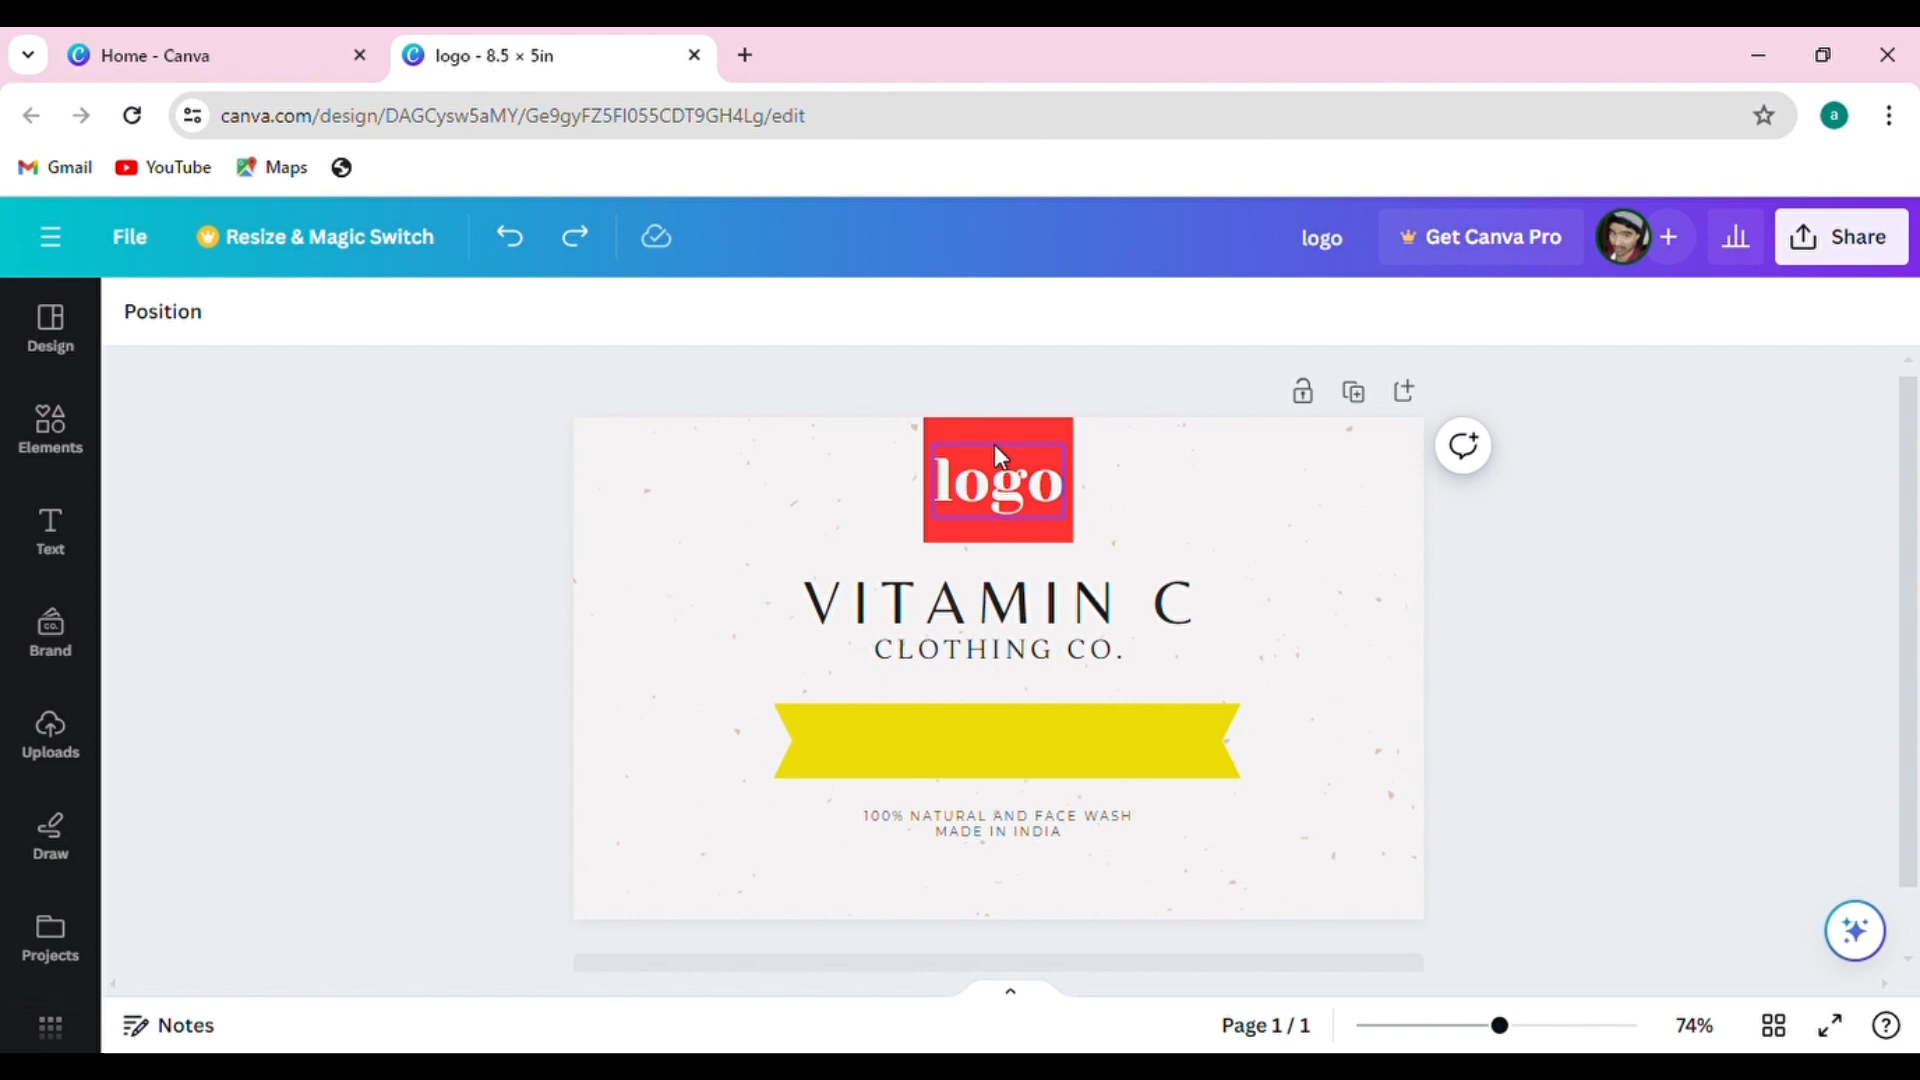 Home - Canva
logo - 8.5 × 5in
canva.com/design/DAGCysw5aMY/Ge9gyFZ5FI055CDT9GH4Lg/edit
a
Gmail
YouTube
Maps
File
Resize & Magic Switch
logo
Get Canva Pro
Share
Position
Design
Elements
Text
CO.
Brand
Uploads
Draw
Projects
logo
VITAMIN C
CLOTHING CO.
100% NATURAL AND FACE WASH
MADE IN INDIA
Notes
Page 1 / 1
74%